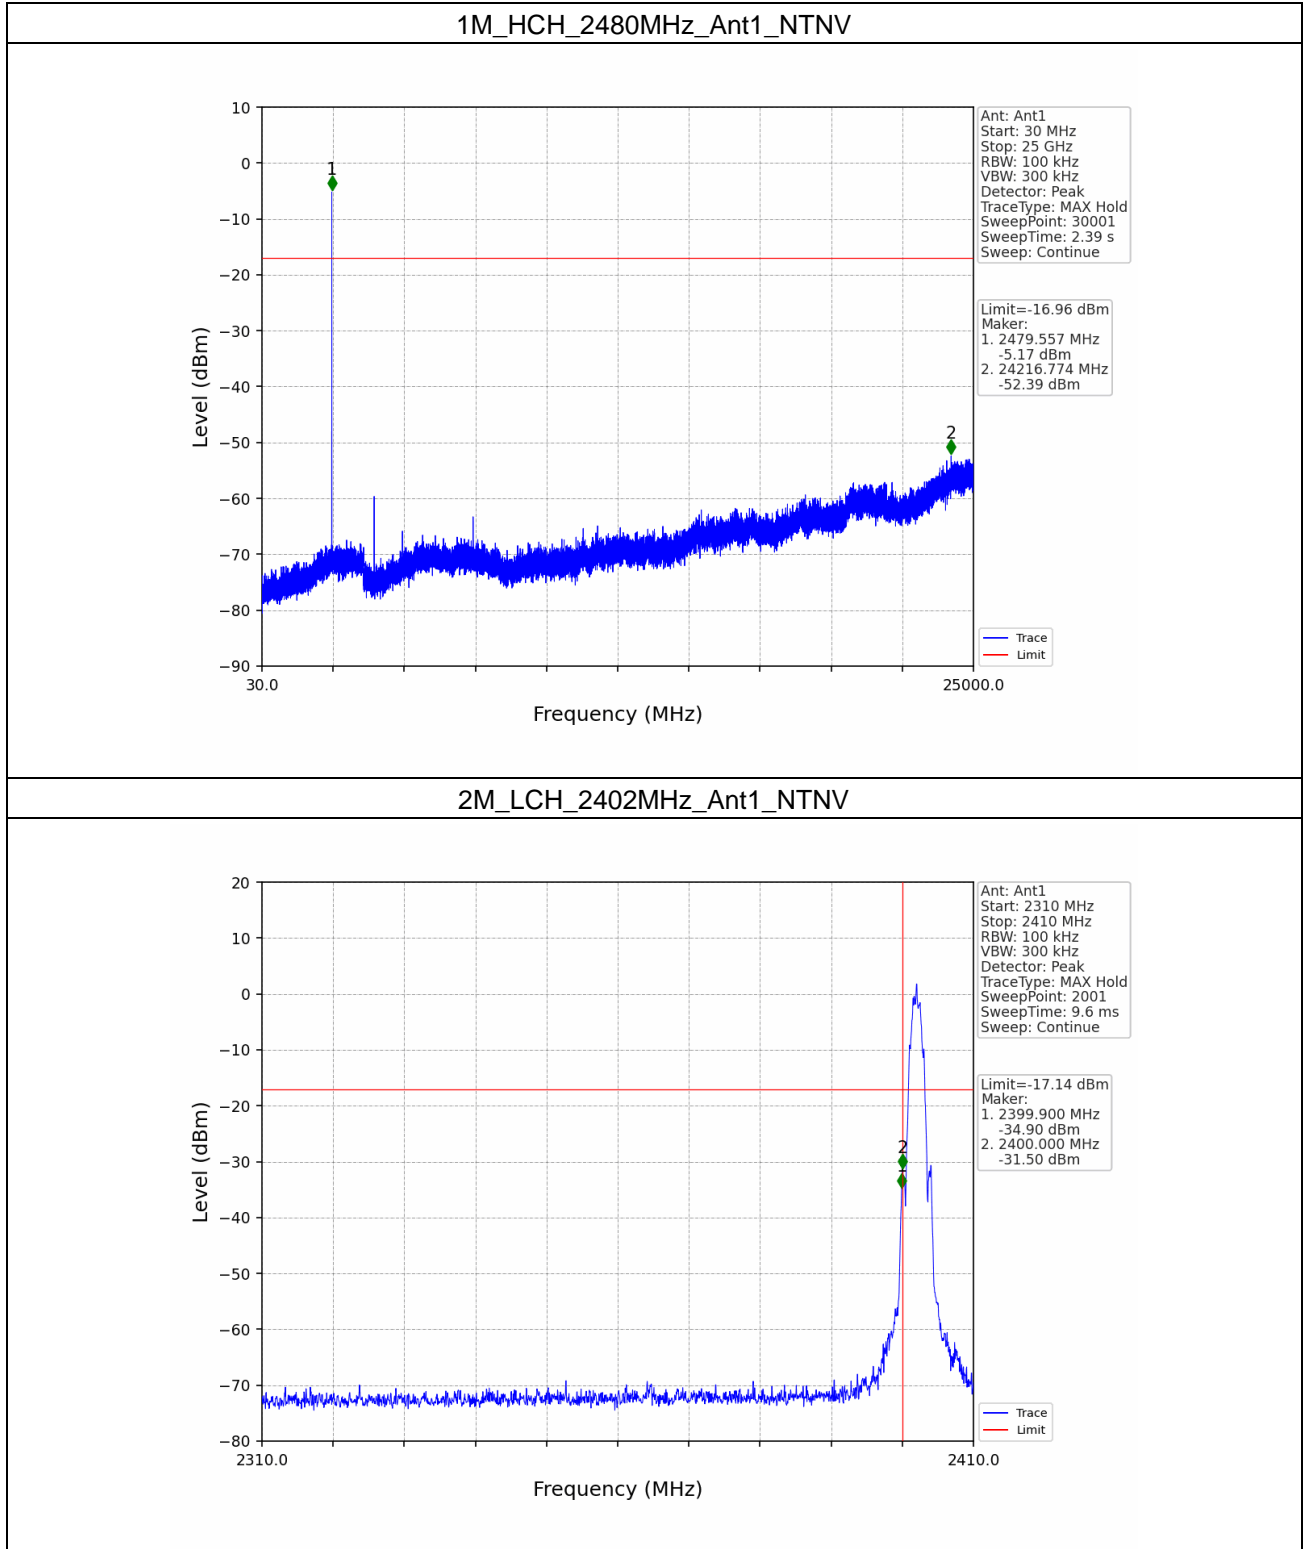 1M_HCH_2480MHz_Ant1_NTNV
10
0
−10
−20
−30
−40
−50
−60
−70
−80
−90
Level (dBm)
1
2
30.0
25000.0
Frequency (MHz)
Ant: Ant1
Start: 30 MHz
Stop: 25 GHz
RBW: 100 kHz
VBW: 300 kHz
Detector: Peak
TraceType: MAX Hold
SweepPoint: 30001
SweepTime: 2.39 s
Sweep: Continue
Limit=-16.96 dBm
Maker:
1. 2479.557 MHz
-5.17 dBm
2. 24216.774 MHz
-52.39 dBm
Trace
Limit
2M_LCH_2402MHz_Ant1_NTNV
20
10
0
−10
−20
−30
−40
−50
−60
−70
−80
Level (dBm)
2
1
2310.0
2410.0
Frequency (MHz)
Ant: Ant1
Start: 2310 MHz
Stop: 2410 MHz
RBW: 100 kHz
VBW: 300 kHz
Detector: Peak
TraceType: MAX Hold
SweepPoint: 2001
SweepTime: 9.6 ms
Sweep: Continue
Limit=-17.14 dBm
Maker:
1. 2399.900 MHz
-34.90 dBm
2. 2400.000 MHz
-31.50 dBm
Trace
Limit